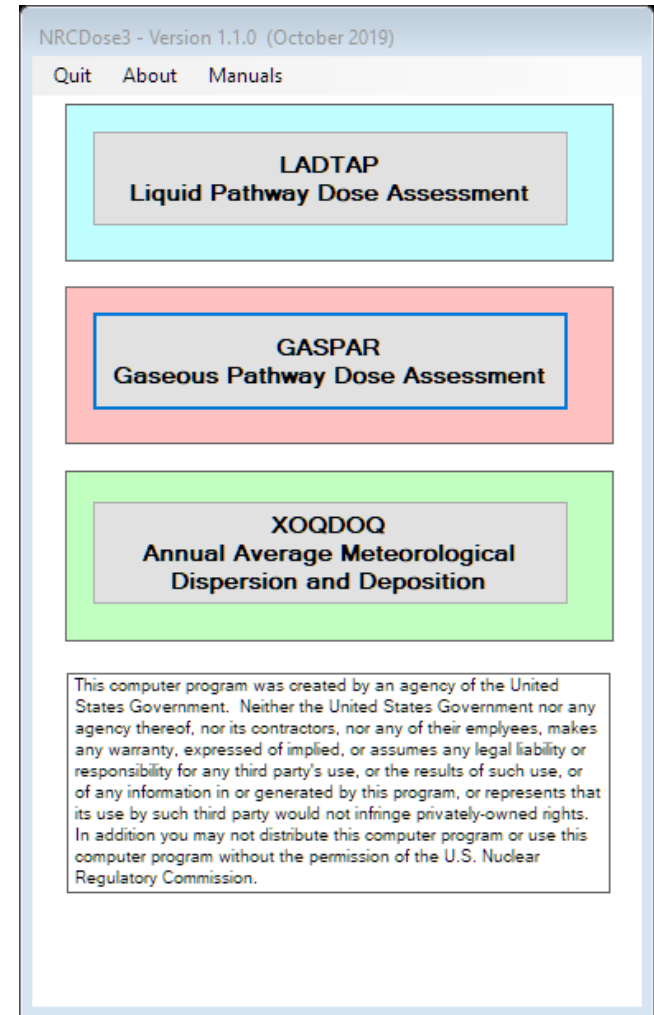 NRCDose3 - Version 1.1.0 (October 2019)
Quit About Manuals
LADTAP
Liquid Pathway Dose Assessment
GASPAR
Gaseous Pathway Dose Assessment
XOQDOQ
Annual Average Meteorological
Dispersion and Deposition
This computer program was created by an agency of the United
States Government. Neither the United States Government nor any
agency thereof, nor its contractors, nor any of their emplyees, makes
any warranty, expressed of implied, or assumes any legal liability or
responsibility for any third party's use, or the results of such use, or
of any information in or generated by this program, or represents that
its use by such third party would not infringe privately-owned rights.
In addition you may not distribute this computer program or use this
computer program without the permission of the U.S. Nuclear
Regulatory Commission.